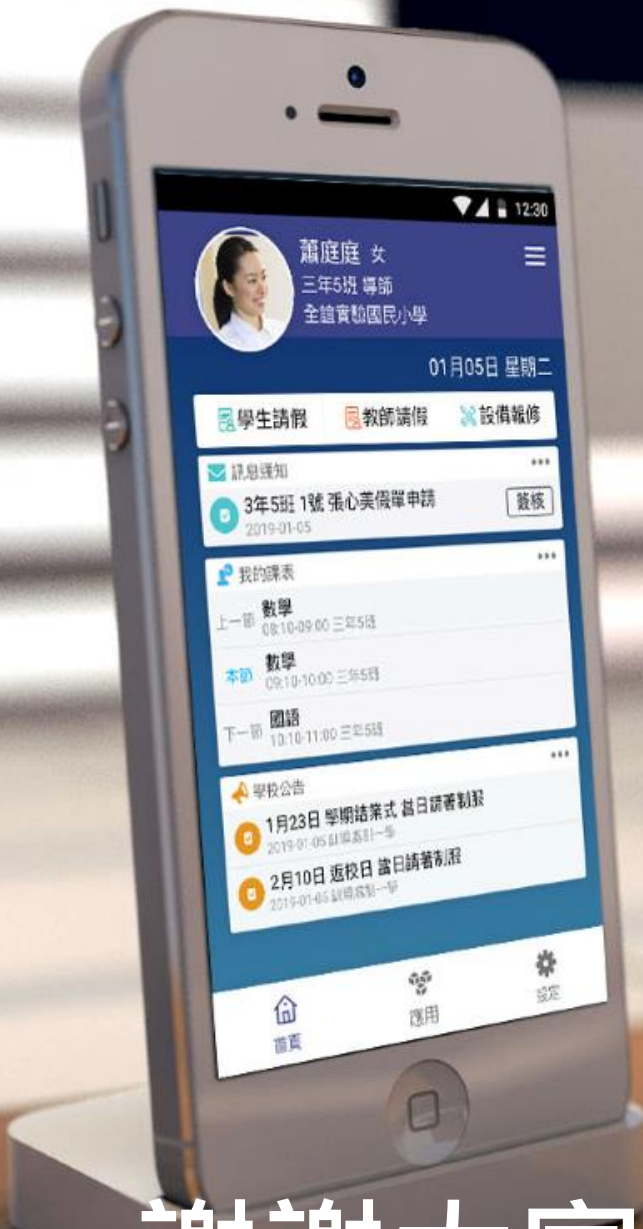 12:30
蕭庭庭 女
三年5班 導師
全誼實驗國民小學
01月05日 星期二
學生請假 教師請假 設備報修
訊息通知
3年5班 1號 張心美假單申請 簽核
2019-01-05
我的課表
上一節 數學
08:10-09:00 三年5班
本節 數學
09:10-10:00 三年5班
下一節 國語
10:10-11:00 三年5班
學校公告
1月23日 學期結業式 當日請著制服
2019-01-05
2月10日 返校日 當日請著制服
2019-01-05
首頁 應用 設定
謝謝大家